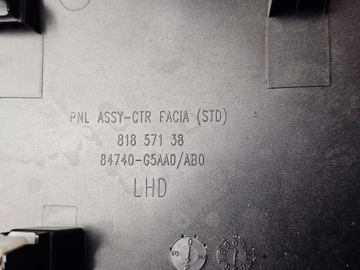 PNL ASSY-CTR FACIA (STD)
818 571 38
84740-G5AA0/AB0
LHD